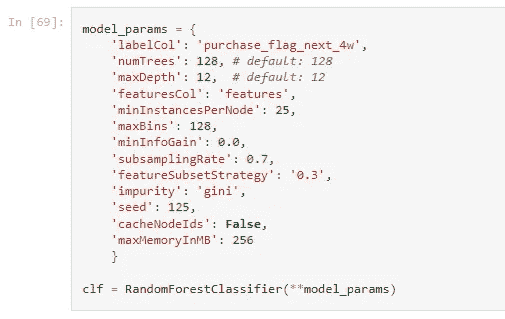 In [69]:
model_params = {
    'labelCol': 'purchase_flag_next_4w',
    'numTrees': 128, # default: 128
    'maxDepth': 12,  # default: 12
    'featuresCol': 'features',
    'minInstancesPerNode': 25,
    'maxBins': 128,
    'minInfoGain': 0.0,
    'subsamplingRate': 0.7,
    'featureSubsetStrategy': '0.3',
    'impurity': 'gini',
    'seed': 125,
    'cacheNodeIds': False,
    'maxMemoryInMB': 256
    }
clf = RandomForestClassifier(**model_params)